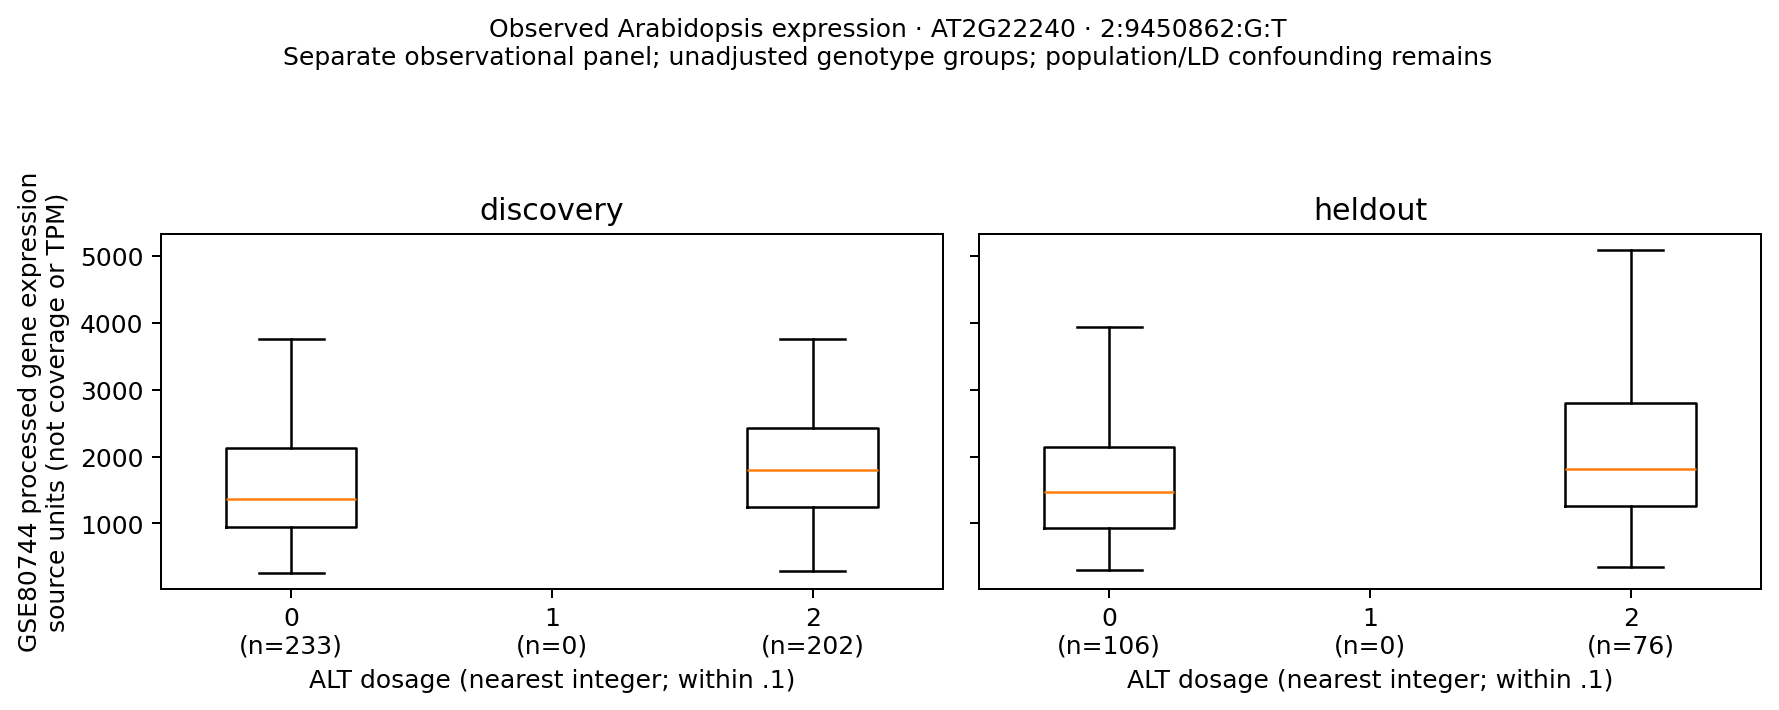 Observed Arabidopsis expression · AT2G22240 · 2:9450862:G:T
Separate observational panel; unadjusted genotype groups; population/LD confounding remains
GSE80744 processed gene expression
source units (not coverage or TPM)
discovery
5000
4000
3000
2000
1000
0
(n=233)
1
(n=0)
2
(n=202)
ALT dosage (nearest integer; within .1)
heldout
0
(n=106)
1
(n=0)
2
(n=76)
ALT dosage (nearest integer; within .1)